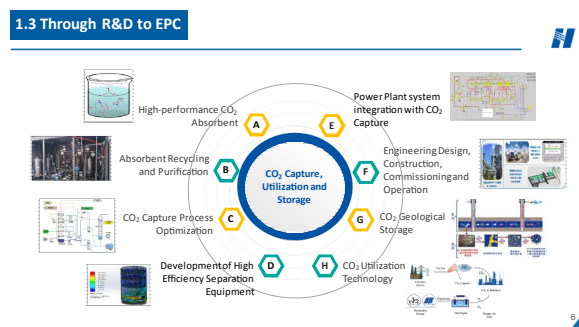 1.3 Through R&D to EPC
High-performance CO₂
Absorbent
A
Absorbent Recycling
and Purification
B
CO₂ Capture Process
Optimization
C
Development of High
Efficiency Separation
Equipment
D
CO₂ Capture,
Utilization and
Storage
Power Plant system
integration with CO₂
Capture
E
Engineering Design,
Construction,
Commissioning and
Operation
F
CO₂ Geological
Storage
G
CO₂ Utilization
Technology
H
6